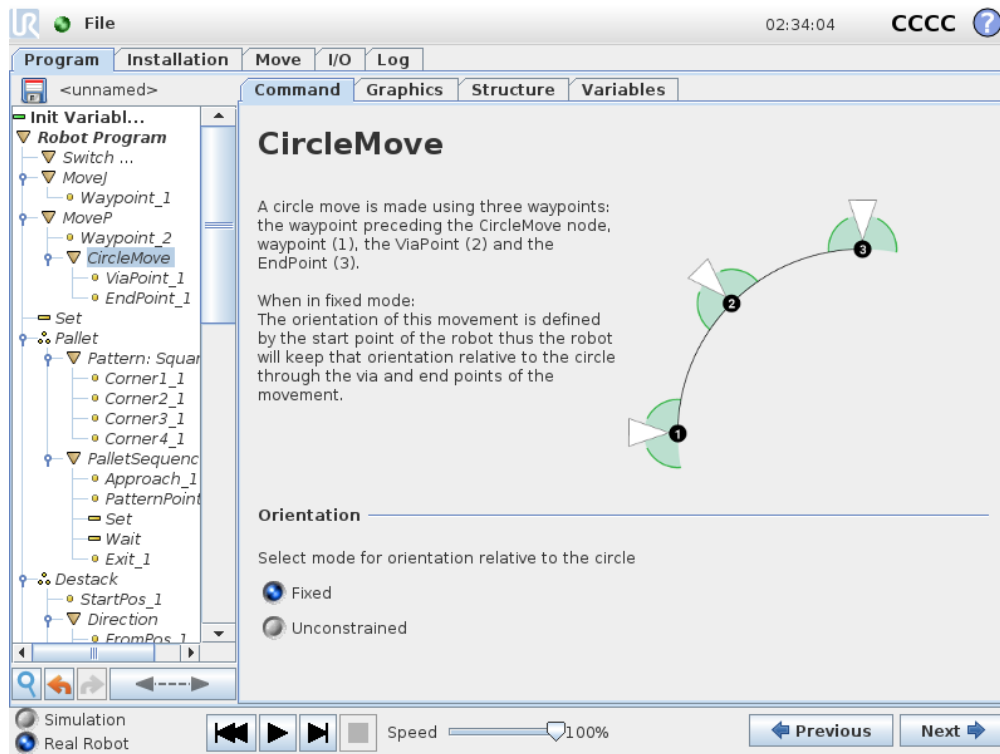 UR File 02:34:04 CCCC ?
Program Installation Move I/O Log
<unnamed>
Command Graphics Structure Variables
Init Variabl...
Robot Program
Switch ...
MoveJ
Waypoint_1
MoveP
Waypoint_2
CircleMove
ViaPoint_1
EndPoint_1
Set
Pallet
Pattern: Squar
Corner1_1
Corner2_1
Corner3_1
Corner4_1
PalletSequenc
Approach_1
PatternPoint
Set
Wait
Exit_1
Destack
StartPos_1
Direction
FromPos_1
CircleMove
A circle move is made using three waypoints:
the waypoint preceding the CircleMove node,
waypoint (1), the ViaPoint (2) and the
EndPoint (3).
When in fixed mode:
The orientation of this movement is defined
by the start point of the robot thus the robot
will keep that orientation relative to the circle
through the via and end points of the
movement.
3
2
1
Orientation
Select mode for orientation relative to the circle
Fixed
Unconstrained
Simulation
Real Robot
Speed 100%
Previous Next